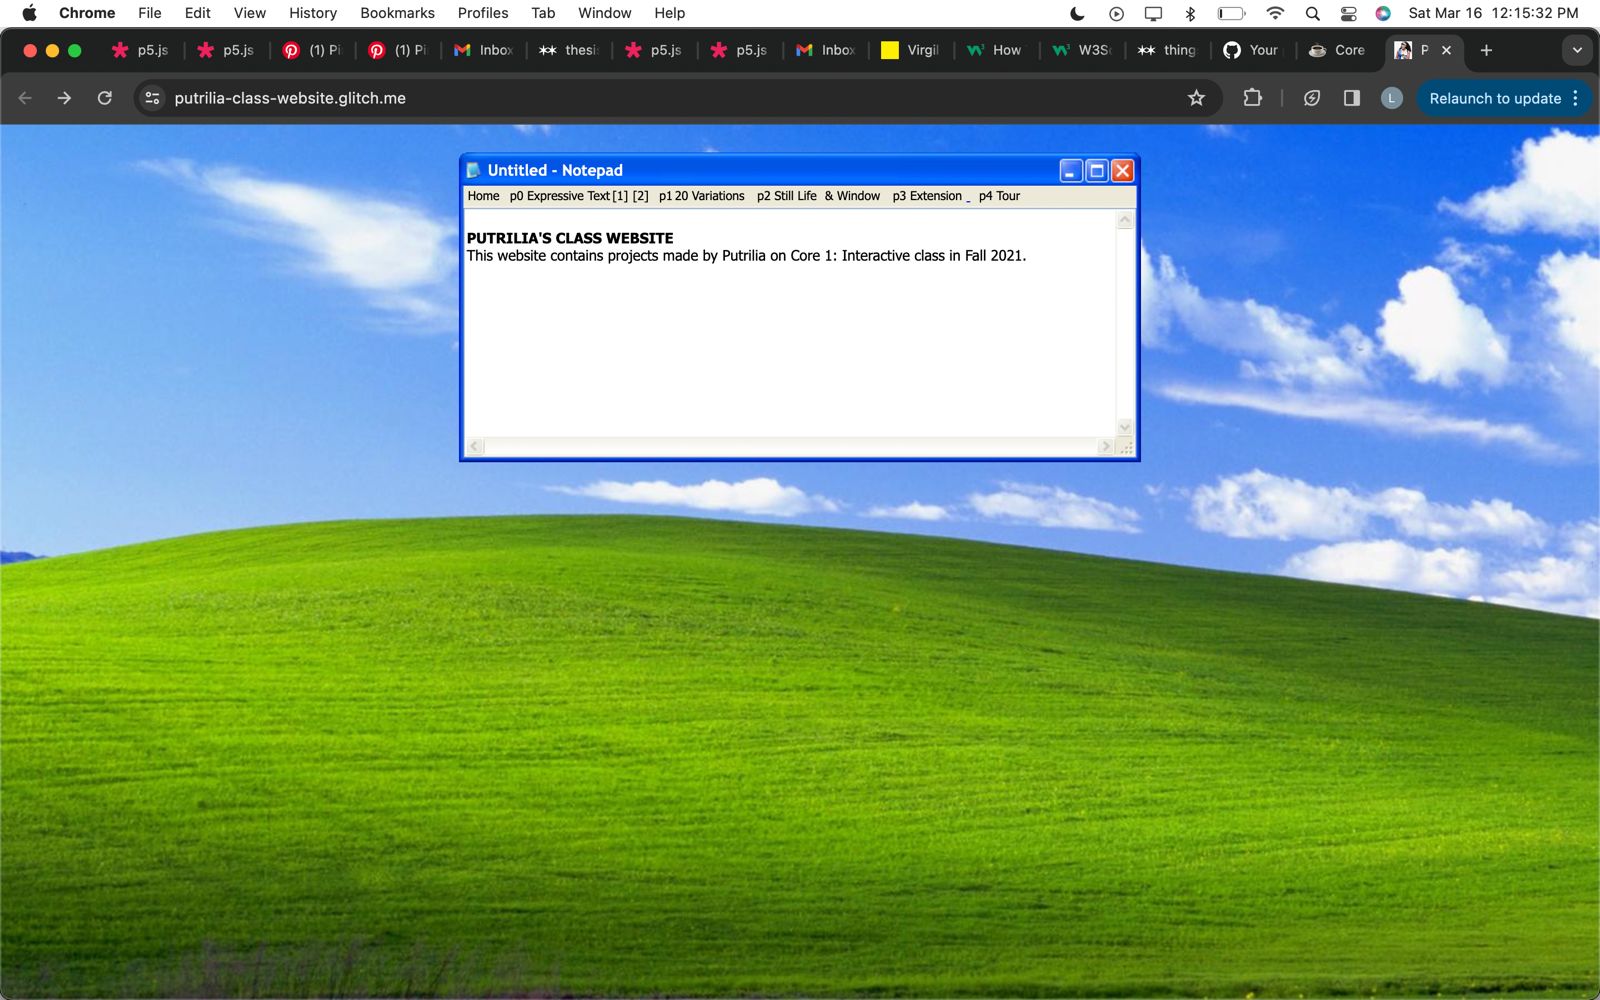 Chrome File Edit View History Bookmarks Profiles Tab Window Help Sat Mar 16 12:15:32 PM
p5.js p5.js (1) Pi (1) Pi Inbox thesis p5.js p5.js Inbox Virgil How W3Sc thing Your Core P
putrilia-class-website.glitch.me L Relaunch to update
Untitled - Notepad
Home p0 Expressive Text [1] [2] p1 20 Variations p2 Still Life & Window p3 Extension _ p4 Tour
PUTRILIA'S CLASS WEBSITE
This website contains projects made by Putrilia on Core 1: Interactive class in Fall 2021.